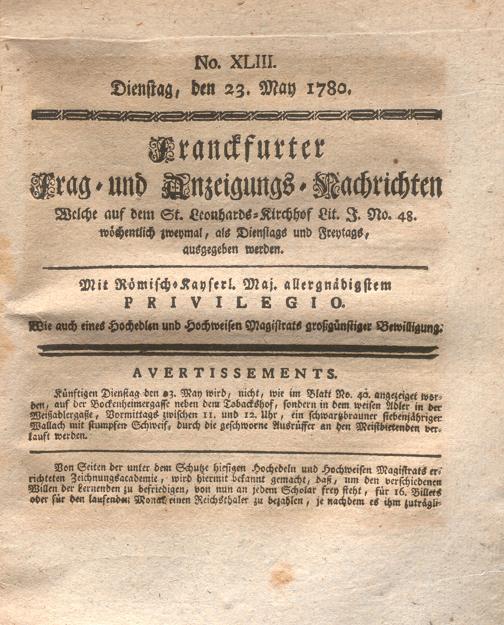 No. XLIII.
Dienstag, den 23. May 1780.
Franckfurter
Frag- und Anzeigungs-Nachrichten
Welche auf dem St. Leonhards-Kirchhof Lit. J. No. 48.
wöchentlich zweymal, als Dienstags und Freytags,
ausgegeben werden.
Mit Römisch-Kayserl. Maj. allergnädigstem
PRIVILEGIO.
Wie auch eines Hochedlen und Hochweisen Magistrats großgünstiger Bewilligung.
AVERTISSEMENTS.
Künftigen Dienstag den 23. May wird, nicht, wie im Blatt No. 40. angezeiget wor-
den, auf der Bockenheimergasse neben dem Tabackshof, sondern in dem weisen Adler in der
Weißadlergasse, Vormittags zwischen 11. und 12. Uhr, ein schwartzbrauner siebenjähriger
Wallach mit stumpfen Schweif, durch die geschworne Ausrüffer an den Meistbietenden ver-
kauft werden.
Von Seiten der unter dem Schutze hiesigen Hochedeln und Hochweisen Magistrats er-
richteten Zeichnungsacademie, wird hiermit bekannt gemacht, daß, um den verschiedenen
Willen der Lernenden zu befriedigen, von nun an jedem Scholar frey steht, für 16. Billets
oder für den laufenden Monat einen Reichsthaler zu bezahlen, je nachdem es ihm zuträgli-